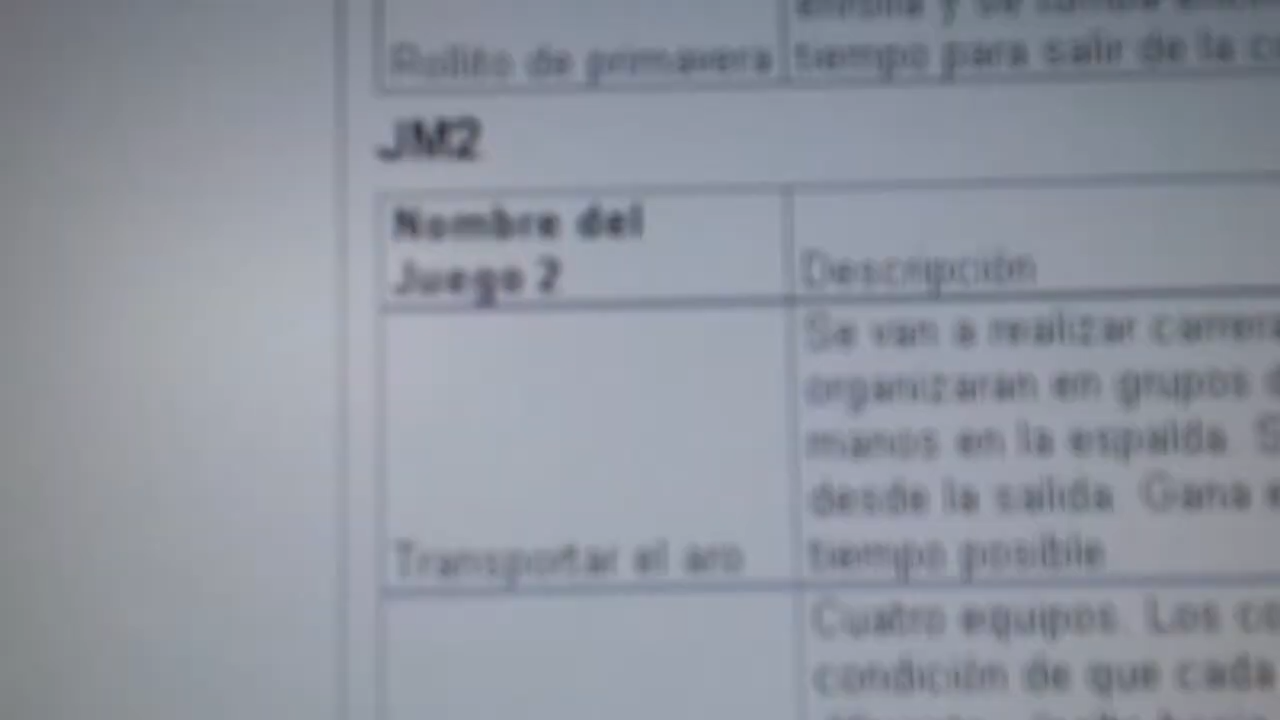 tiempo para salir de la
Rollito de primavera
JM2
Nombre del
Juego 2
Descripción
Se van a realizar
organizaran en grupos
manos en la espalda.
desde la salida. Gana
tiempo posible
Transportar el aro
Cuatro equipos. Los
condición de que cada